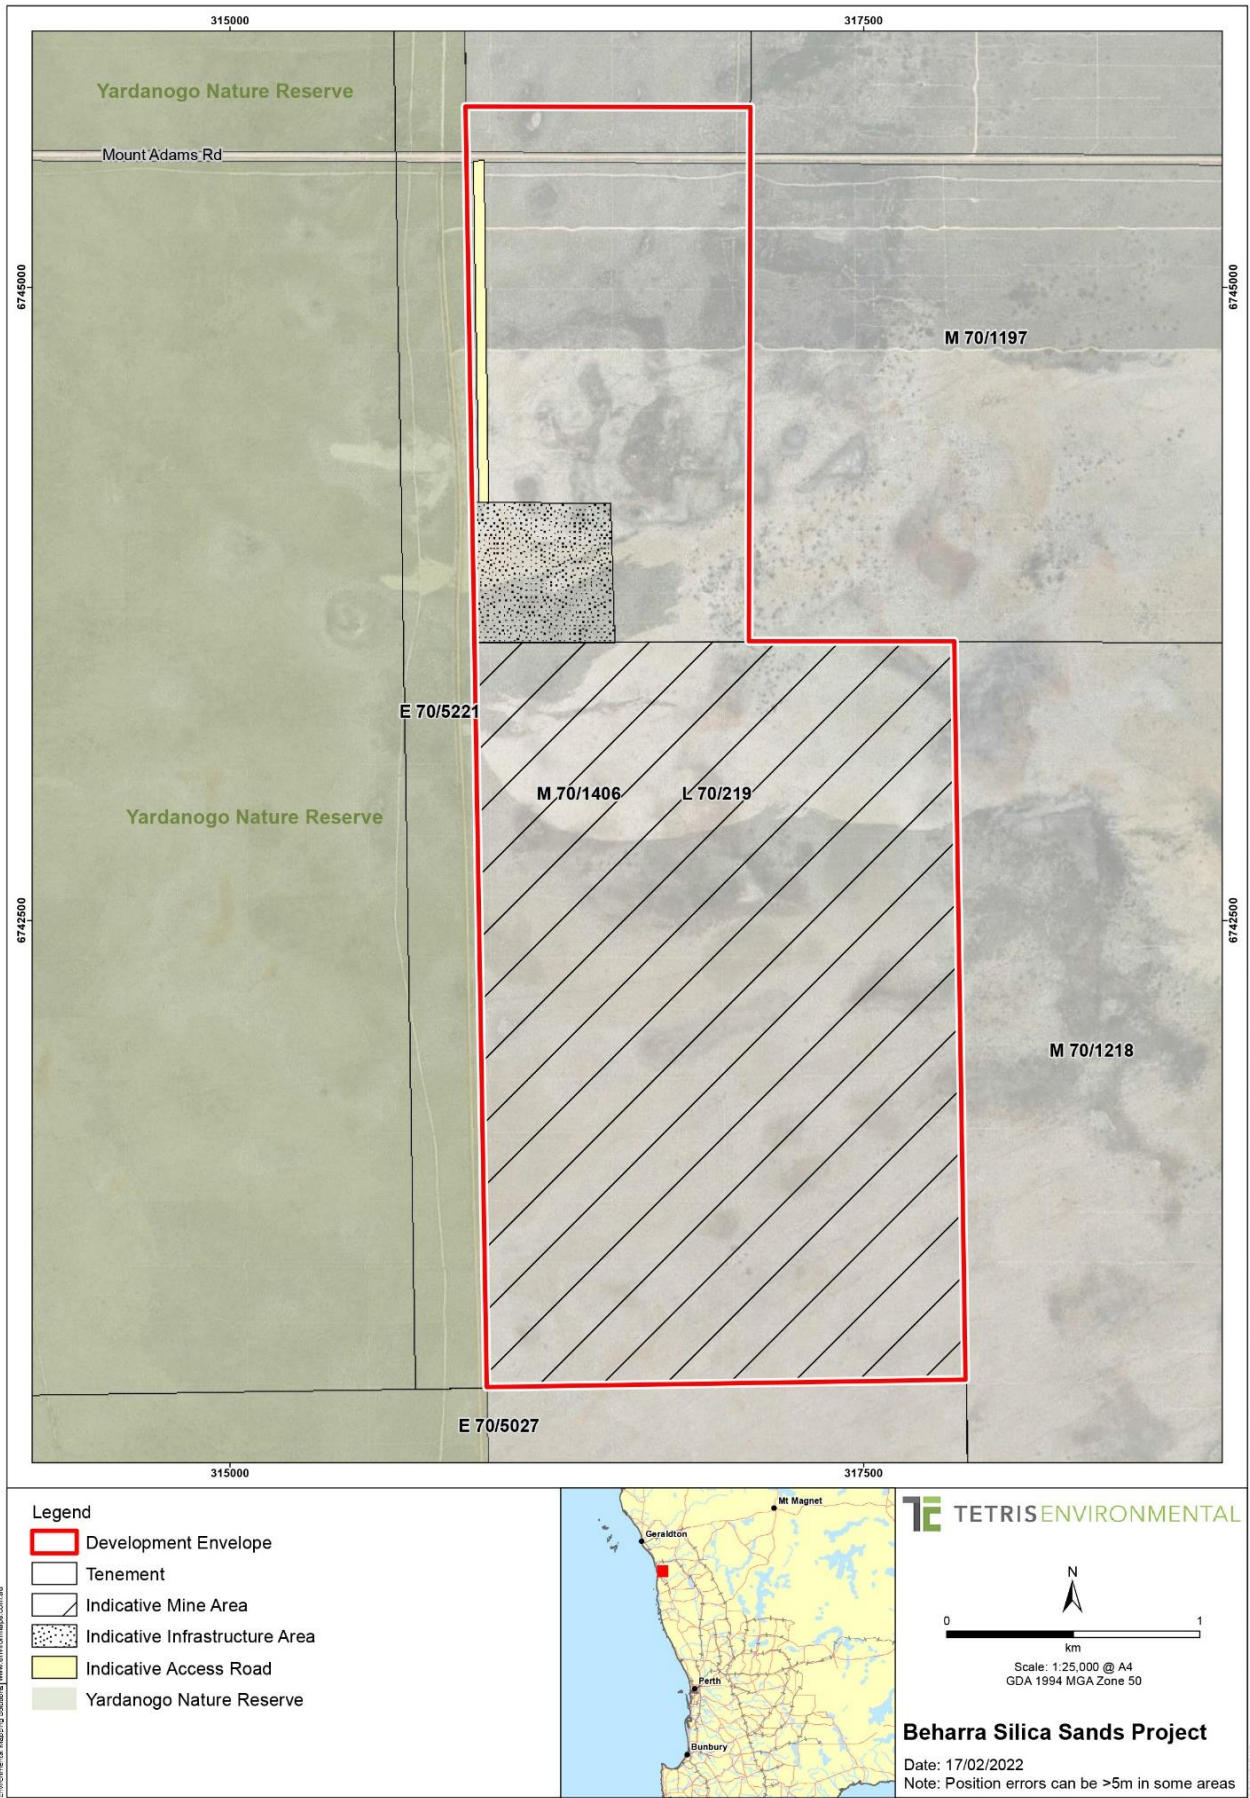 315000
317500
Yardanogo Nature Reserve
Mount Adams Rd
6745000
6745000
M 70/1197
E 70/5221
M 70/1406
L 70/219
Yardanogo Nature Reserve
6742500
6742500
M 70/1218
E 70/5027
315000
317500
Legend
Development Envelope
Tenement
Indicative Mine Area
Indicative Infrastructure Area
Indicative Access Road
Yardanogo Nature Reserve
Mt Magnet
Geraldton
Perth
Bunbury
TE TETRIS ENVIRONMENTAL
N
0
1
km
Scale: 1:25,000 @ A4
GDA 1994 MGA Zone 50
Beharra Silica Sands Project
Date: 17/02/2022
Note: Position errors can be >5m in some areas